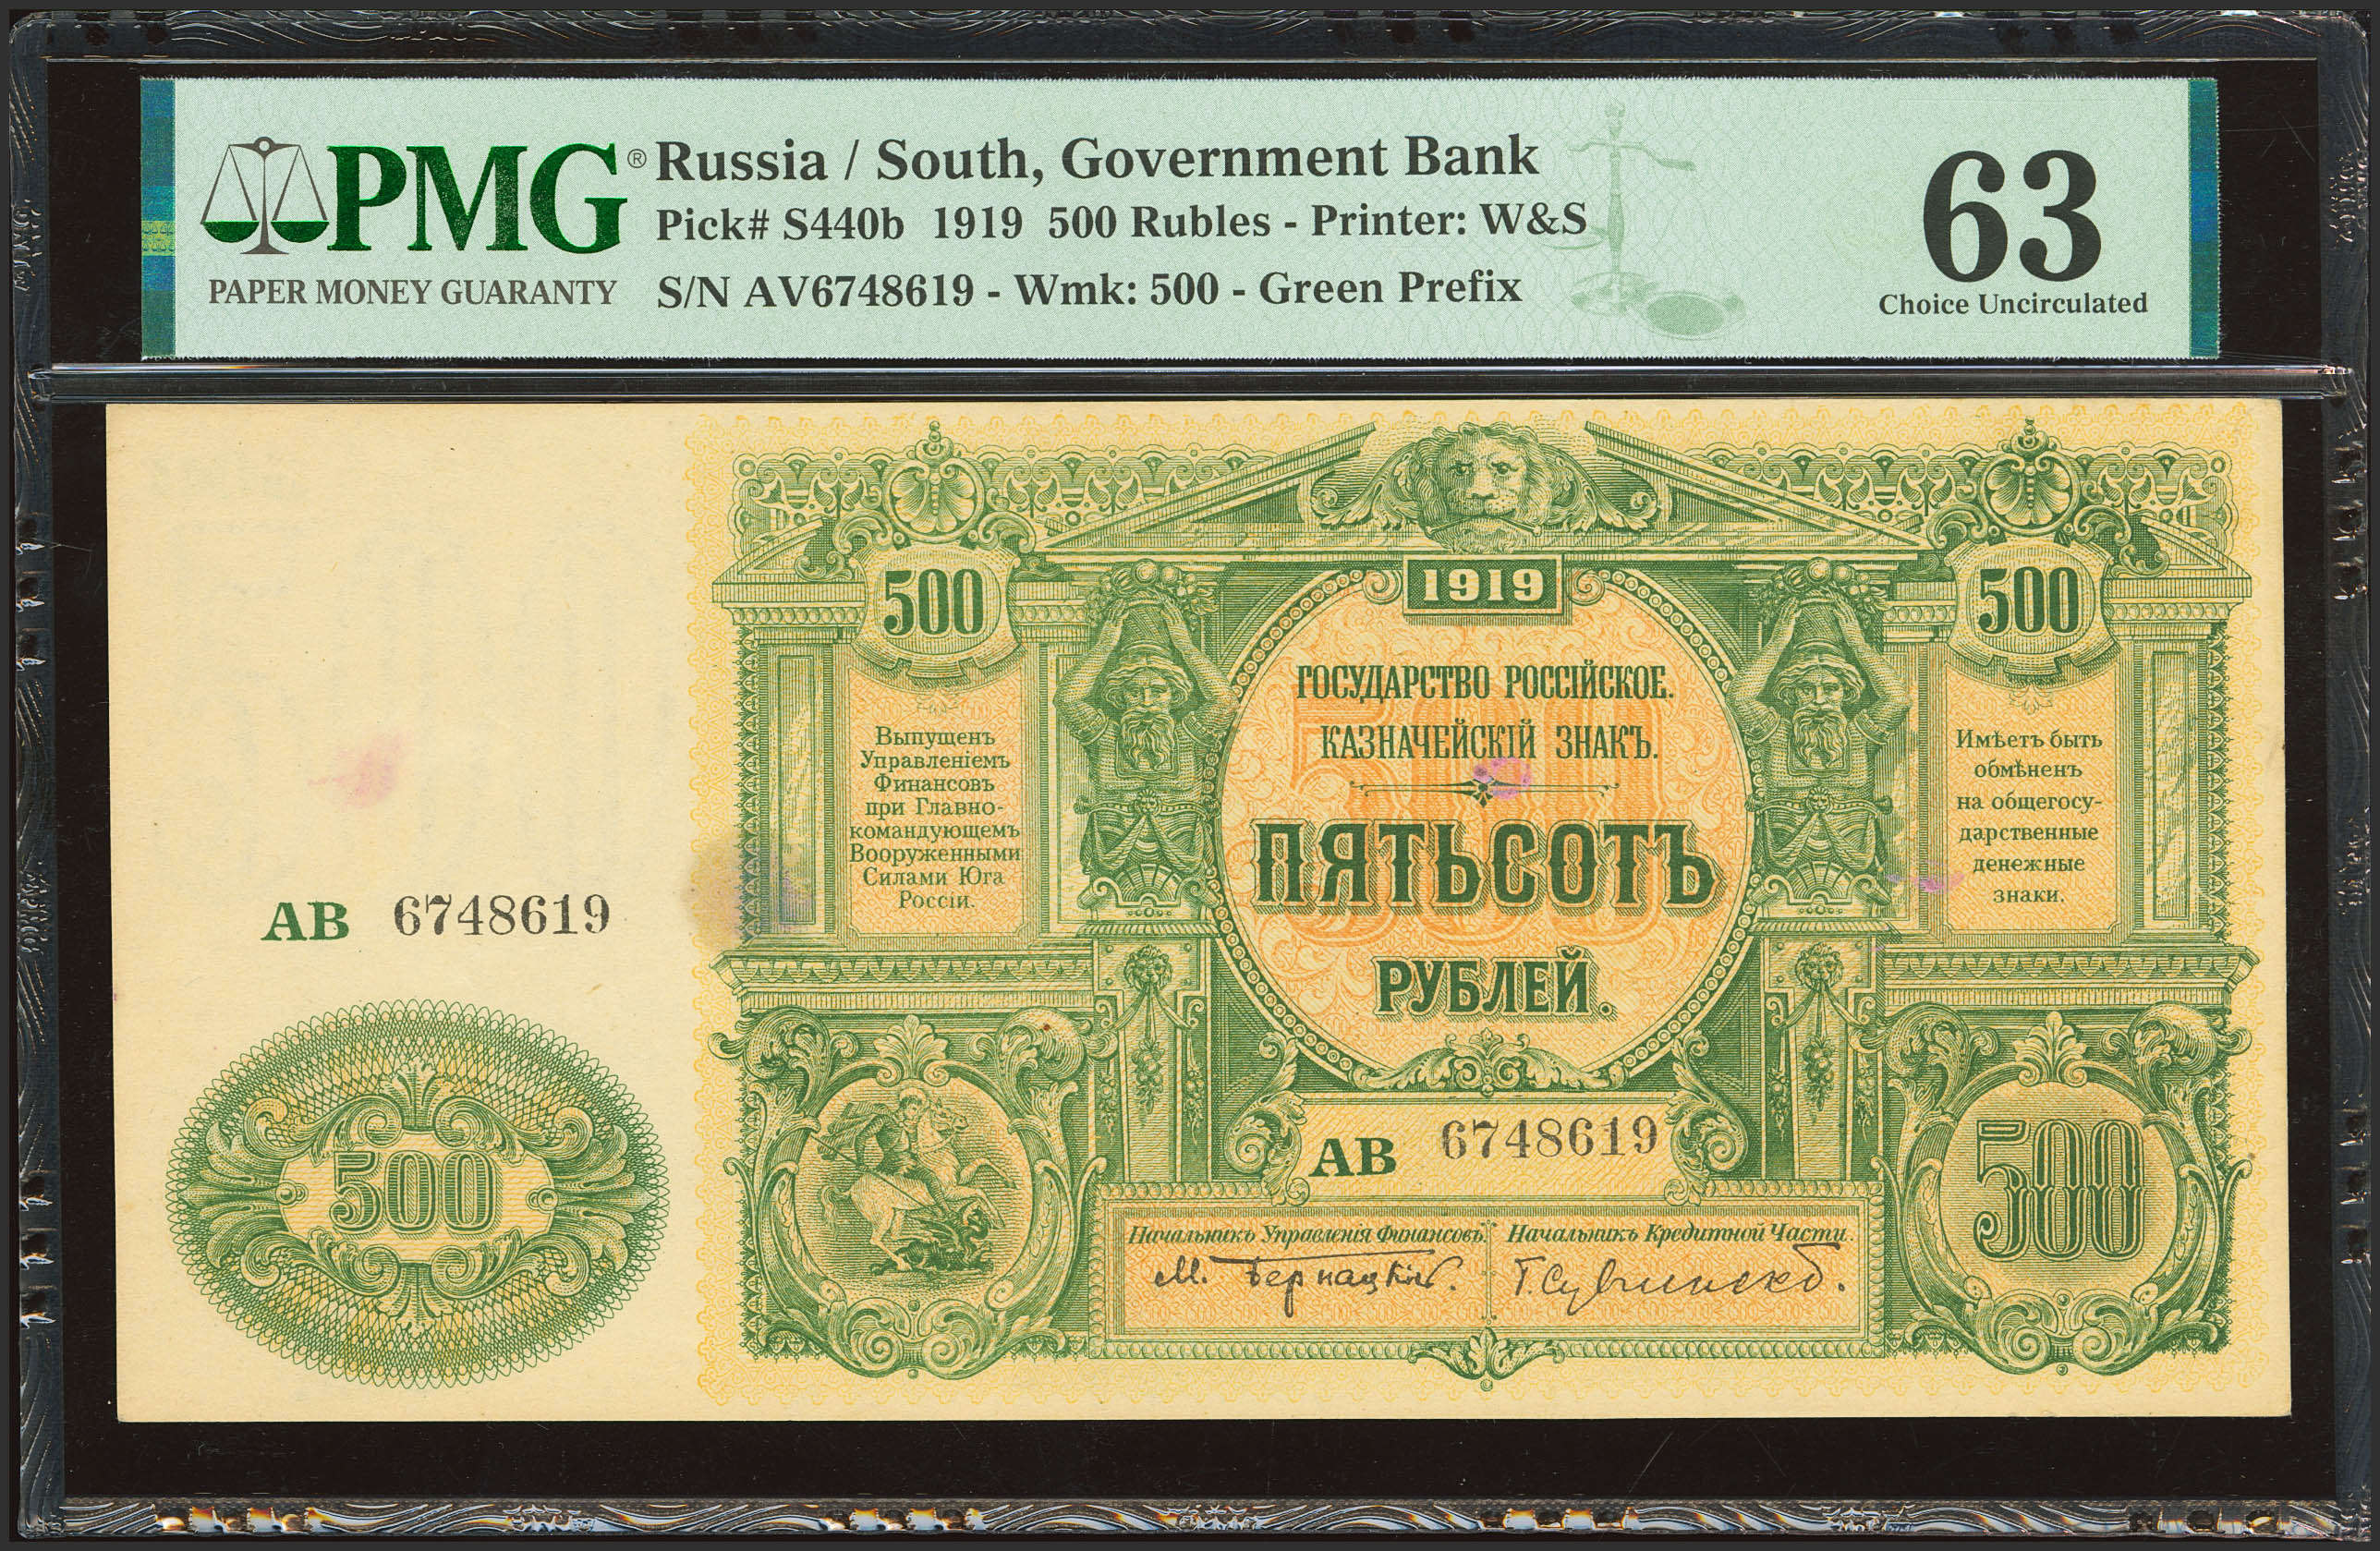 PMG®
PAPER MONEY GUARANTY
Russia / South, Government Bank
Pick# S440b 1919 500 Rubles - Printer: W&S
S/N AV6748619 - Wmk: 500 - Green Prefix
63
Choice Uncirculated
500
1919
500
ГОСУДАРСТВО РОССІЙСКОЕ.
КАЗНАЧЕЙСКІЙ ЗНАКЪ.
500
ПЯТЬСОТЪ
РУБЛЕЙ.
Выпущенъ
Управленіемъ
Финансовъ
при Главно-
командующемъ
Вооруженными
Силами Юга
Россіи.
Имѣетъ быть
обмѣненъ
на общегосу-
дарственные
денежные
знаки.
АВ 6748619
500
АВ 6748619
Начальникъ Управленія Финансовъ.
М. Бернацкій.
Начальникъ Кредитной Части.
500